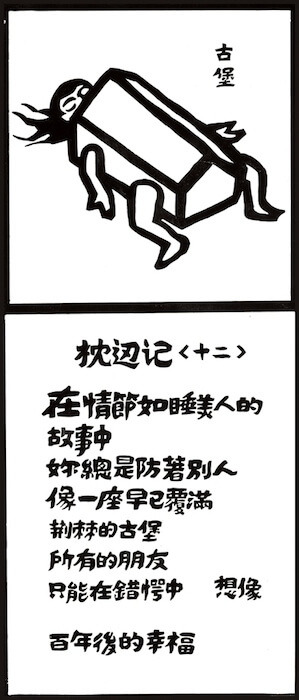 古堡
枕边记<十二>
在情節如睡美人的
故事中
妳總是防著別人
像一座早已覆滿
荆棘的古堡
所有的朋友
只能在錯愕中　想像
百年後的幸福